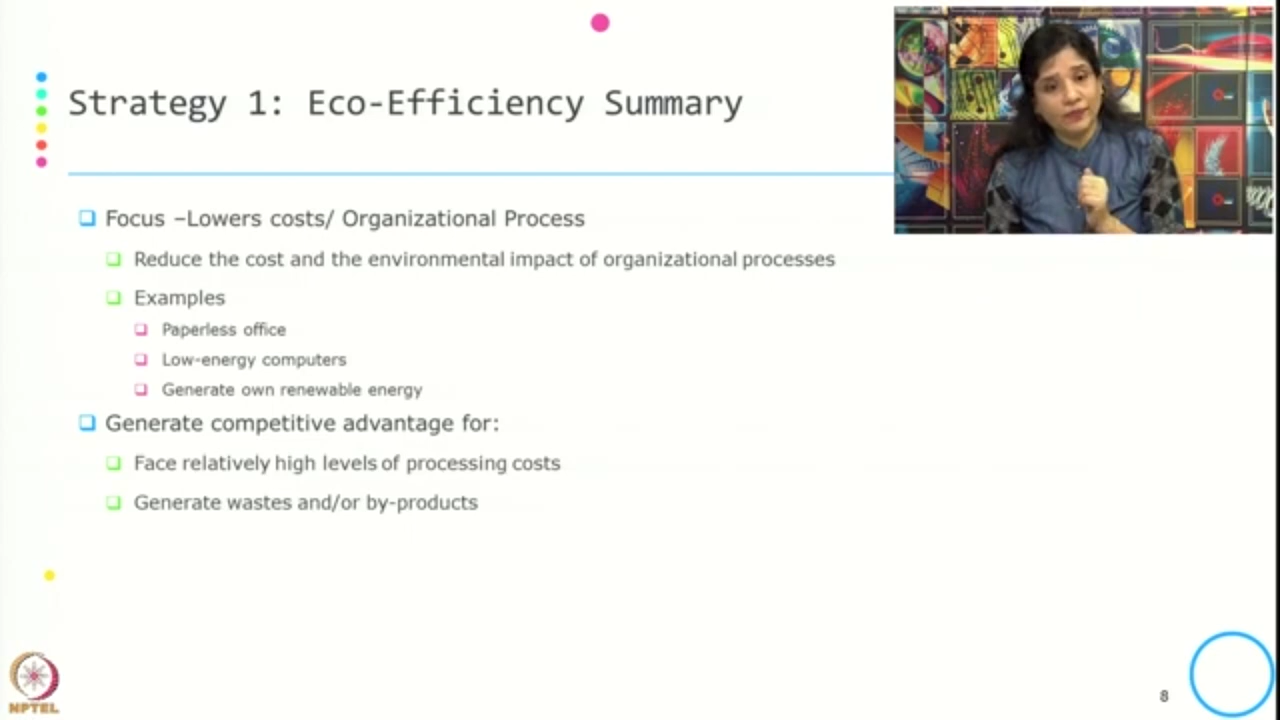 Strategy 1: Eco-Efficiency Summary
Focus –Lowers costs/ Organizational Process
Reduce the cost and the environmental impact of organizational processes
Examples
Paperless office
Low-energy computers
Generate own renewable energy
Generate competitive advantage for:
Face relatively high levels of processing costs
Generate wastes and/or by-products
NPTEL
8